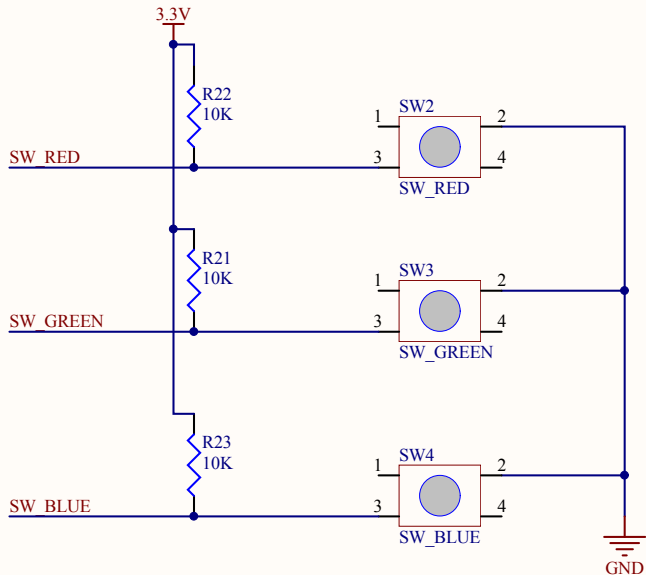 3.3V
R22
10K
SW_RED
SW2
1
2
3
4
SW_RED
R21
10K
SW_GREEN
SW3
1
2
3
4
SW_GREEN
R23
10K
SW_BLUE
SW4
1
2
3
4
SW_BLUE
GND